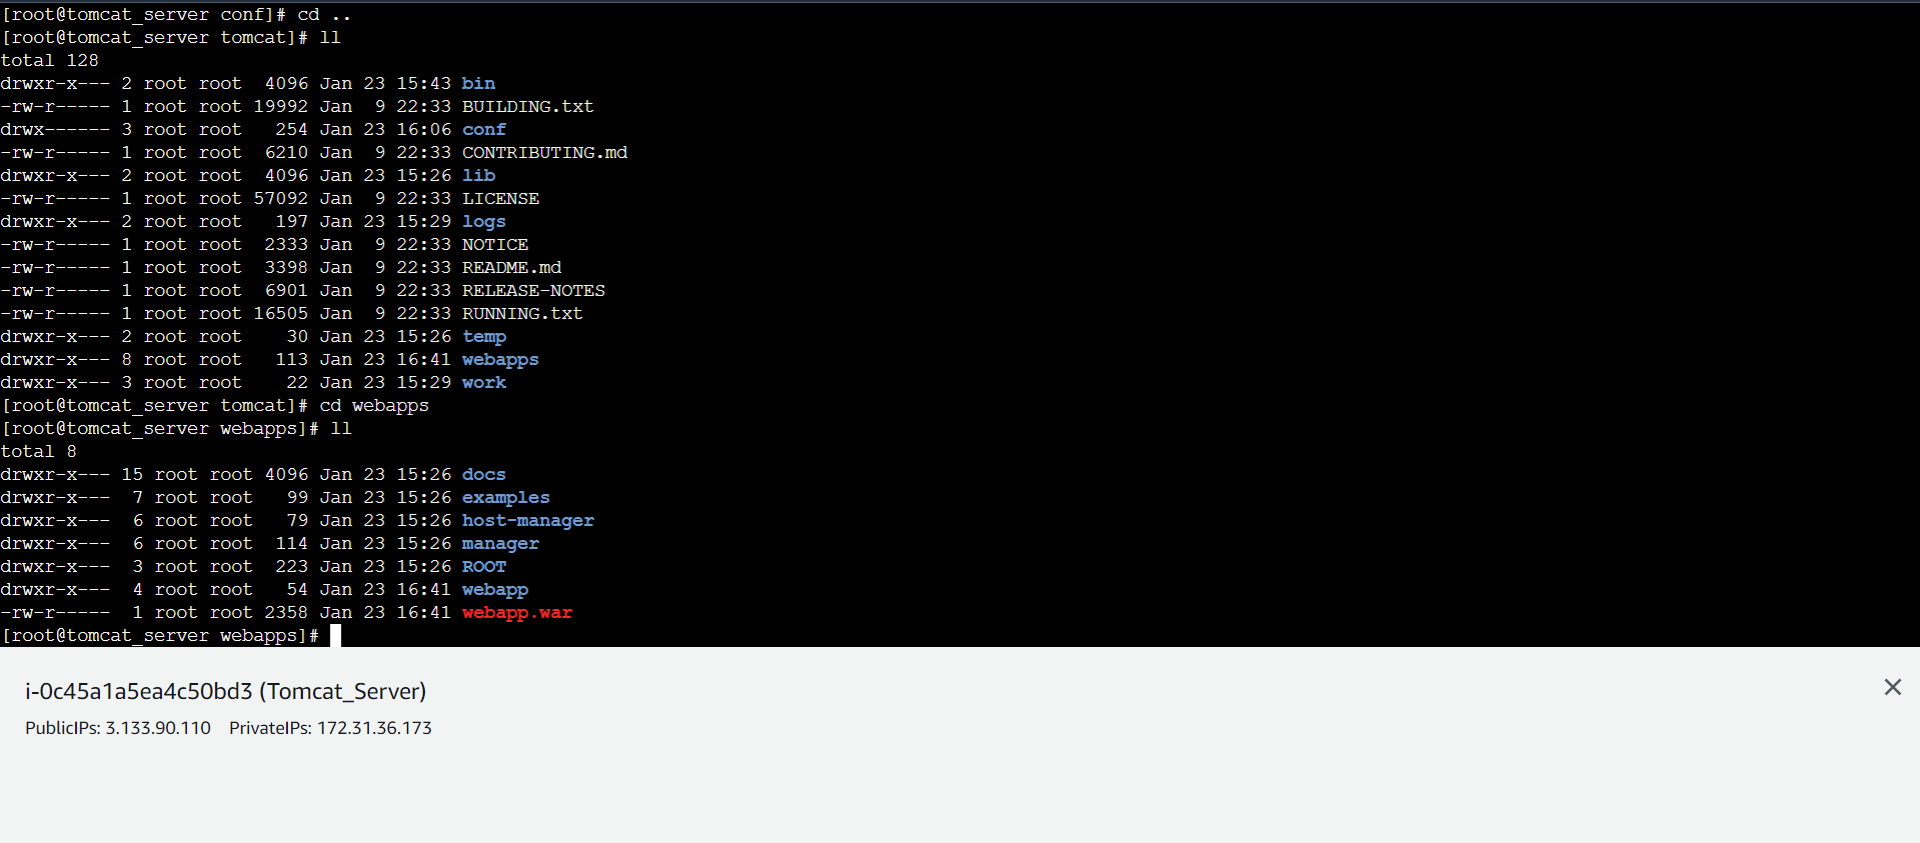 [root@tomcat_server conf]# cd ..
[root@tomcat_server tomcat]# ll
total 128
drwxr-x--- 2 root root  4096 Jan 23 15:43 bin
-rw-r----- 1 root root 19992 Jan  9 22:33 BUILDING.txt
drwx------ 3 root root   254 Jan 23 16:06 conf
-rw-r----- 1 root root  6210 Jan  9 22:33 CONTRIBUTING.md
drwxr-x--- 2 root root  4096 Jan 23 15:26 lib
-rw-r----- 1 root root 57092 Jan  9 22:33 LICENSE
drwxr-x--- 2 root root   197 Jan 23 15:29 logs
-rw-r----- 1 root root  2333 Jan  9 22:33 NOTICE
-rw-r----- 1 root root  3398 Jan  9 22:33 README.md
-rw-r----- 1 root root  6901 Jan  9 22:33 RELEASE-NOTES
-rw-r----- 1 root root 16505 Jan  9 22:33 RUNNING.txt
drwxr-x--- 2 root root    30 Jan 23 15:26 temp
drwxr-x--- 8 root root   113 Jan 23 16:41 webapps
drwxr-x--- 3 root root    22 Jan 23 15:29 work
[root@tomcat_server tomcat]# cd webapps
[root@tomcat_server webapps]# ll
total 8
drwxr-x--- 15 root root 4096 Jan 23 15:26 docs
drwxr-x---  7 root root   99 Jan 23 15:26 examples
drwxr-x---  6 root root   79 Jan 23 15:26 host-manager
drwxr-x---  6 root root  114 Jan 23 15:26 manager
drwxr-x---  3 root root  223 Jan 23 15:26 ROOT
drwxr-x---  4 root root   54 Jan 23 16:41 webapp
-rw-r-----  1 root root 2358 Jan 23 16:41 webapp.war
[root@tomcat_server webapps]#
i-0c45a1a5ea4c50bd3 (Tomcat_Server)
PublicIPs: 3.133.90.110 PrivateIPs: 172.31.36.173